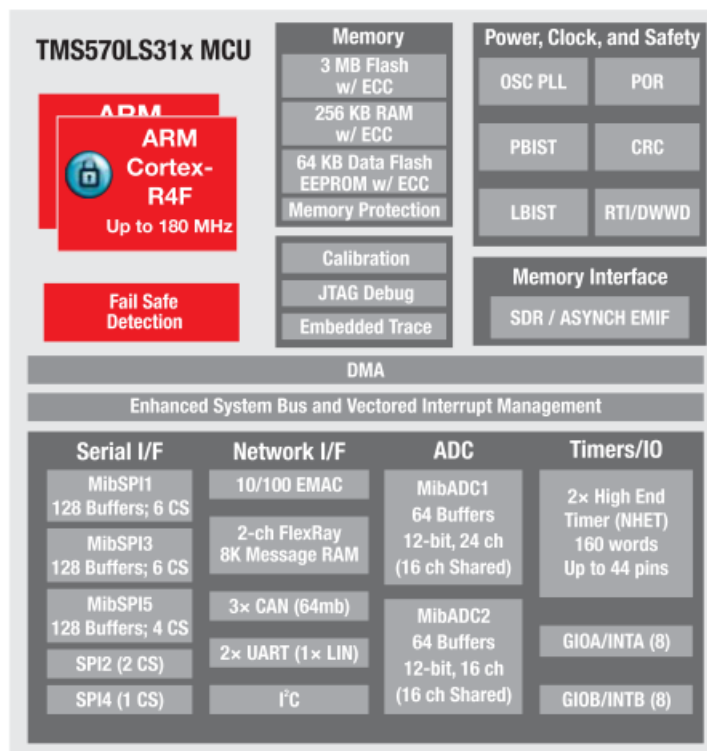 TMS570LS31x MCU
ARM
ARM
Cortex-
R4F
Up to 180 MHz
Fail Safe
Detection
Memory
3 MB Flash
w/ ECC
256 KB RAM
w/ ECC
64 KB Data Flash
EEPROM w/ ECC
Memory Protection
Calibration
JTAG Debug
Embedded Trace
Power, Clock, and Safety
OSC PLL
POR
PBIST
CRC
LBIST
RTI/DWWD
Memory Interface
SDR / ASYNCH EMIF
DMA
Enhanced System Bus and Vectored Interrupt Management
Serial I/F
MibSPI1
128 Buffers; 6 CS
MibSPI3
128 Buffers; 6 CS
MibSPI5
128 Buffers; 4 CS
SPI2 (2 CS)
SPI4 (1 CS)
Network I/F
10/100 EMAC
2-ch FlexRay
8K Message RAM
3× CAN (64mb)
2× UART (1× LIN)
I²C
ADC
MibADC1
64 Buffers
12-bit, 24 ch
(16 ch Shared)
MibADC2
64 Buffers
12-bit, 16 ch
(16 ch Shared)
Timers/IO
2× High End
Timer (NHET)
160 words
Up to 44 pins
GIOA/INTA (8)
GIOB/INTB (8)